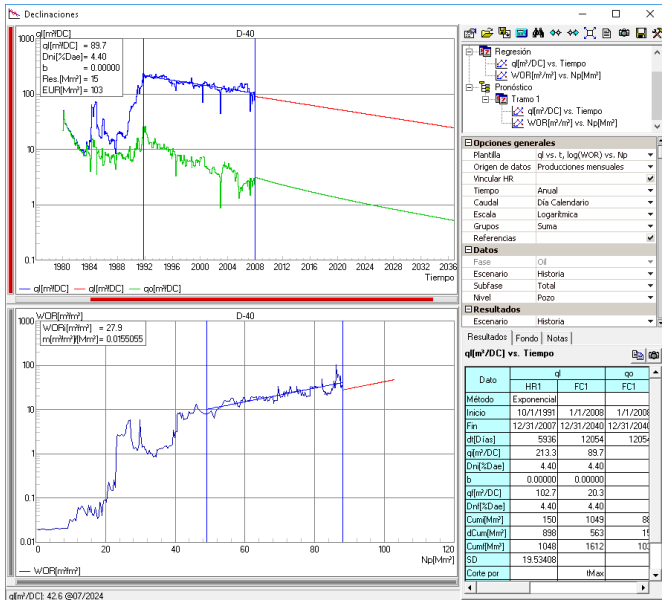 Declinaciones
ql[m³/DC]
D-40
ql[m³/DC] = 89.7
Dni[%Dae] = 4.40
b = 0.00000
Res.[Mm³] = 15
EUR[Mm³] = 103
1000
100
10
1
0.1
1980 1984 1988 1992 1996 2000 2004 2008 2012 2016 2020 2024 2028 2032 2036
Tiempo
ql[m³/DC] ql[m³/DC] qo[m³/DC]
WOR[m³/m³]
D-40
WORi[m³/m³] = 27.9
m[m³/m³]/[Mm³] = 0.0155055
1000
100
10
1
0.1
0.01
0 20 40 60 80 100 120
Np[Mm³]
WOR[m³/m³]
ql[m³/DC]: 42.6 @07/2024
Regresión
ql[m³/DC] vs. Tiempo
WOR[m³/m³] vs. Np[Mm³]
Pronóstico
Tramo 1
ql[m³/DC] vs. Tiempo
WOR[m³/m³] vs. Np[Mm³]
Opciones generales
Plantilla ql vs. t, log(WOR) vs. Np
Origen de datos Producciones mensuales
Vincular HR
Tiempo Anual
Caudal Día Calendario
Escala Logarítmica
Grupos Suma
Referencias
Datos
Fase Oil
Escenario Historia
Subfase Total
Nivel Pozo
Resultados
Escenario Historia
Resultados Fondo Notas
ql[m³/DC] vs. Tiempo
Dato ql qo
HR1 FC1 FC1
Método Exponencial
Inicio 10/1/1991 1/1/2008 1/1/2008
Fin 12/31/2007 12/31/2040 12/31/2040
dt[Días] 5936 12054 12054
qi[m³/DC] 213.3 89.7
Dni[%Dae] 4.40 4.40
b 0.00000 0.00000
qf[m³/DC] 102.7 20.3
Dnf[%Dae] 4.40 4.40
Cumi[Mm³] 150 1049 88
dCum[Mm³] 898 563 15
Cumf[Mm³] 1048 1612 103
SD 19.53408
Corte por tMax